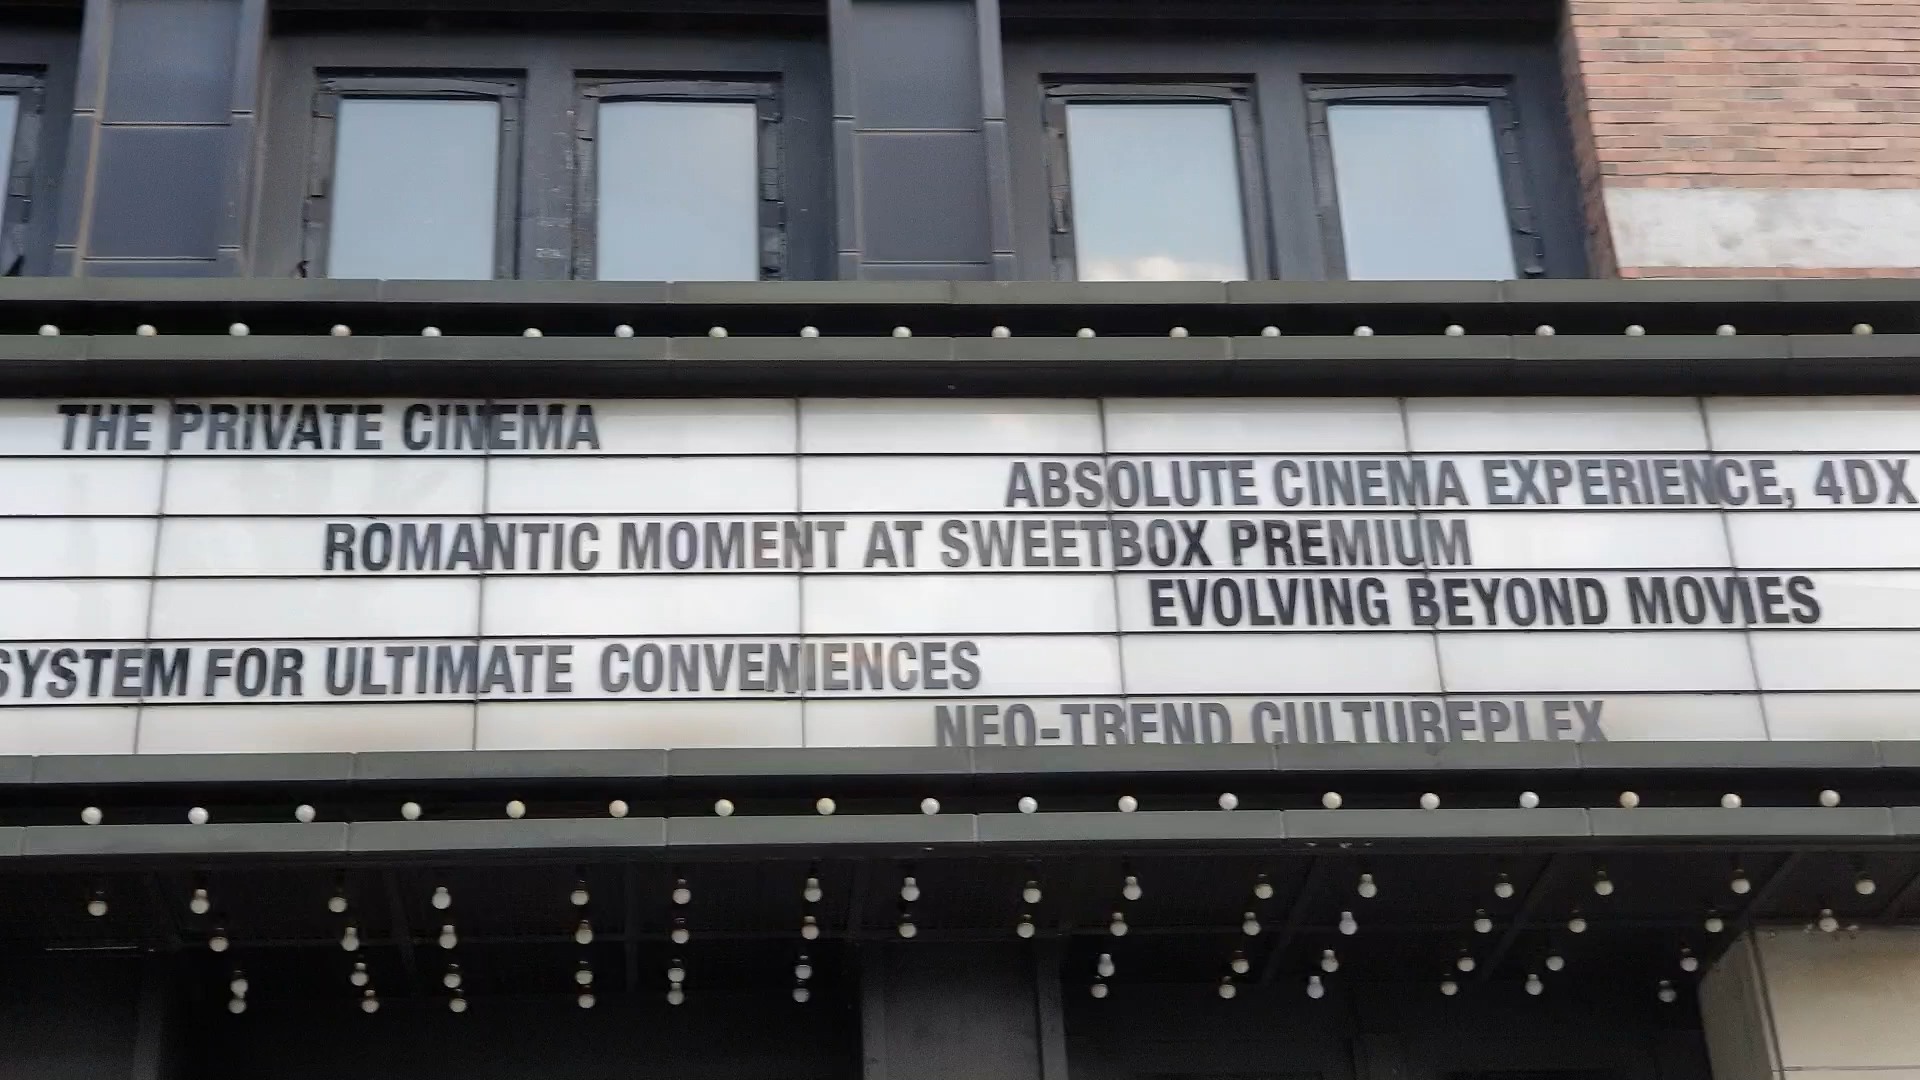 THE PRIVATE CINEMA
ABSOLUTE CINEMA EXPERIENCE, 4DX
ROMANTIC MOMENT AT SWEETBOX PREMIUM
EVOLVING BEYOND MOVIES
SYSTEM FOR ULTIMATE CONVENIENCES
NEO-TREND CULTUREPLEX